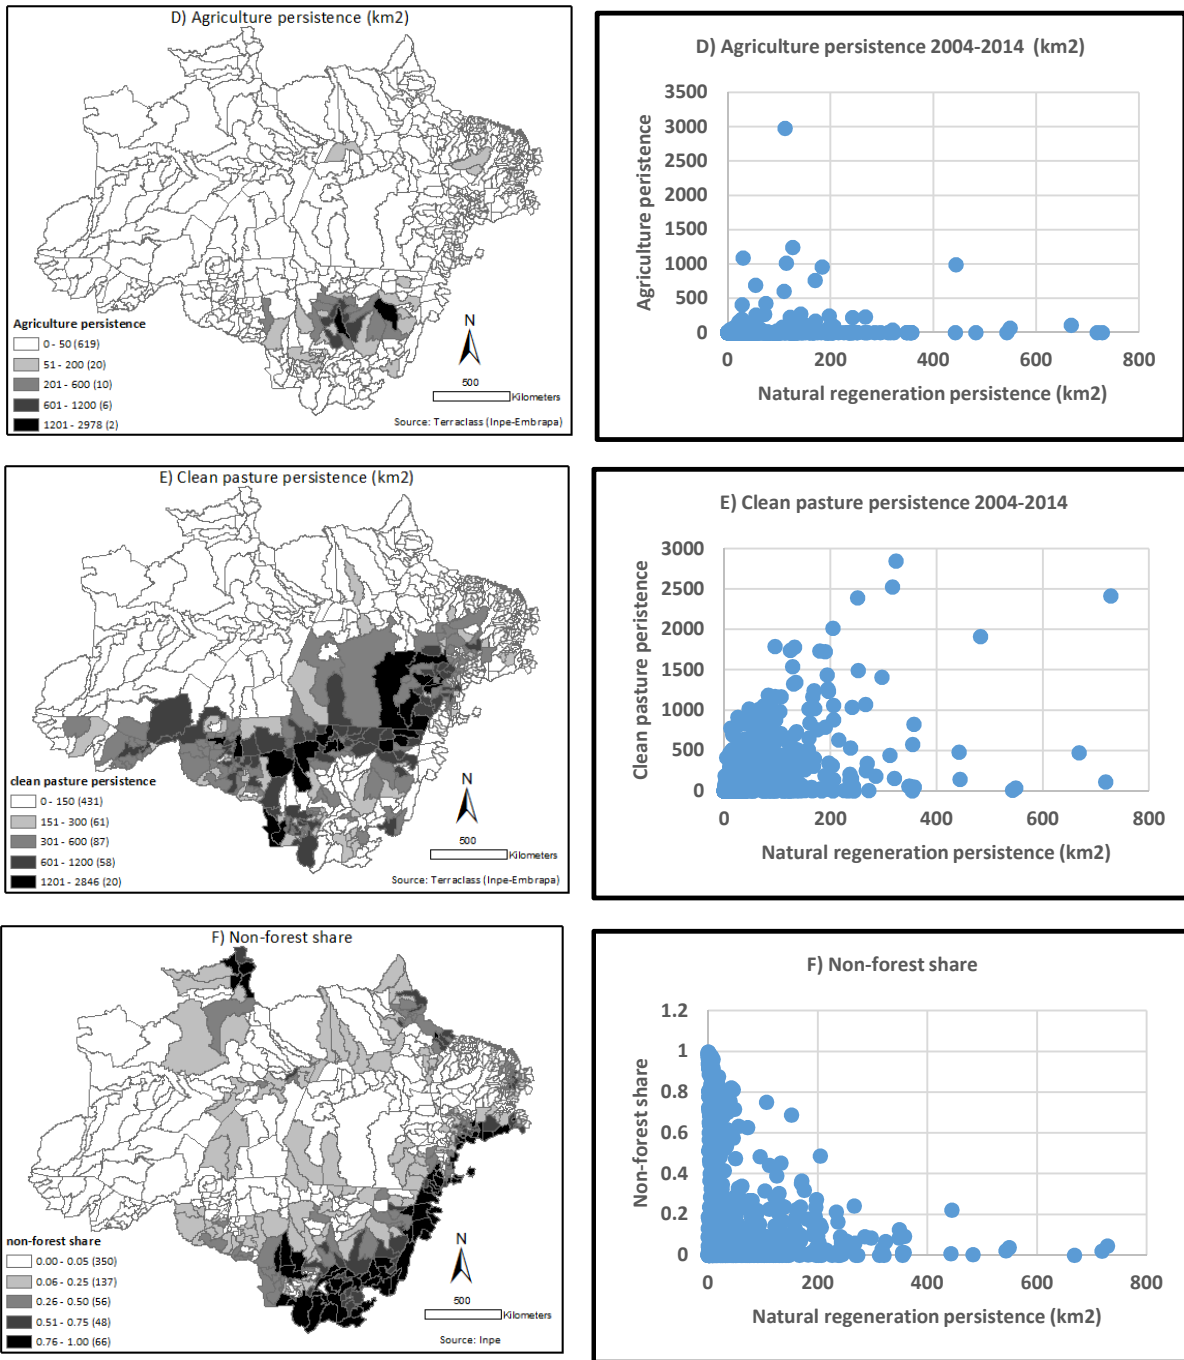 D) Agriculture persistence (km2)
Agriculture persistence
0 - 50 (619)
51 - 200 (20)
201 - 600 (10)
601 - 1200 (6)
1201 - 2978 (2)
N
500
Kilometers
Source: Terraclass (Inpe-Embrapa)
D) Agriculture persistence 2004-2014 (km2)
Agriculture peristence
3500
3000
2500
2000
1500
1000
500
0
0 200 400 600 800
Natural regeneration persistence (km2)
E) Clean pasture persistence (km2)
clean pasture persistence
0 - 150 (431)
151 - 300 (61)
301 - 600 (87)
601 - 1200 (58)
1201 - 2846 (20)
N
500
Kilometers
Source: Terraclass (Inpe-Embrapa)
E) Clean pasture persistence 2004-2014
Clean pasture peristence
3000
2500
2000
1500
1000
500
0
0 200 400 600 800
Natural regeneration persistence (km2)
F) Non-forest share
non-forest share
0.00 - 0.05 (350)
0.06 - 0.25 (137)
0.26 - 0.50 (56)
0.51 - 0.75 (48)
0.76 - 1.00 (66)
N
500
Kilometers
Source: Inpe
F) Non-forest share
Non-forest share
1.2
1
0.8
0.6
0.4
0.2
0
0 200 400 600 800
Natural regeneration persistence (km2)